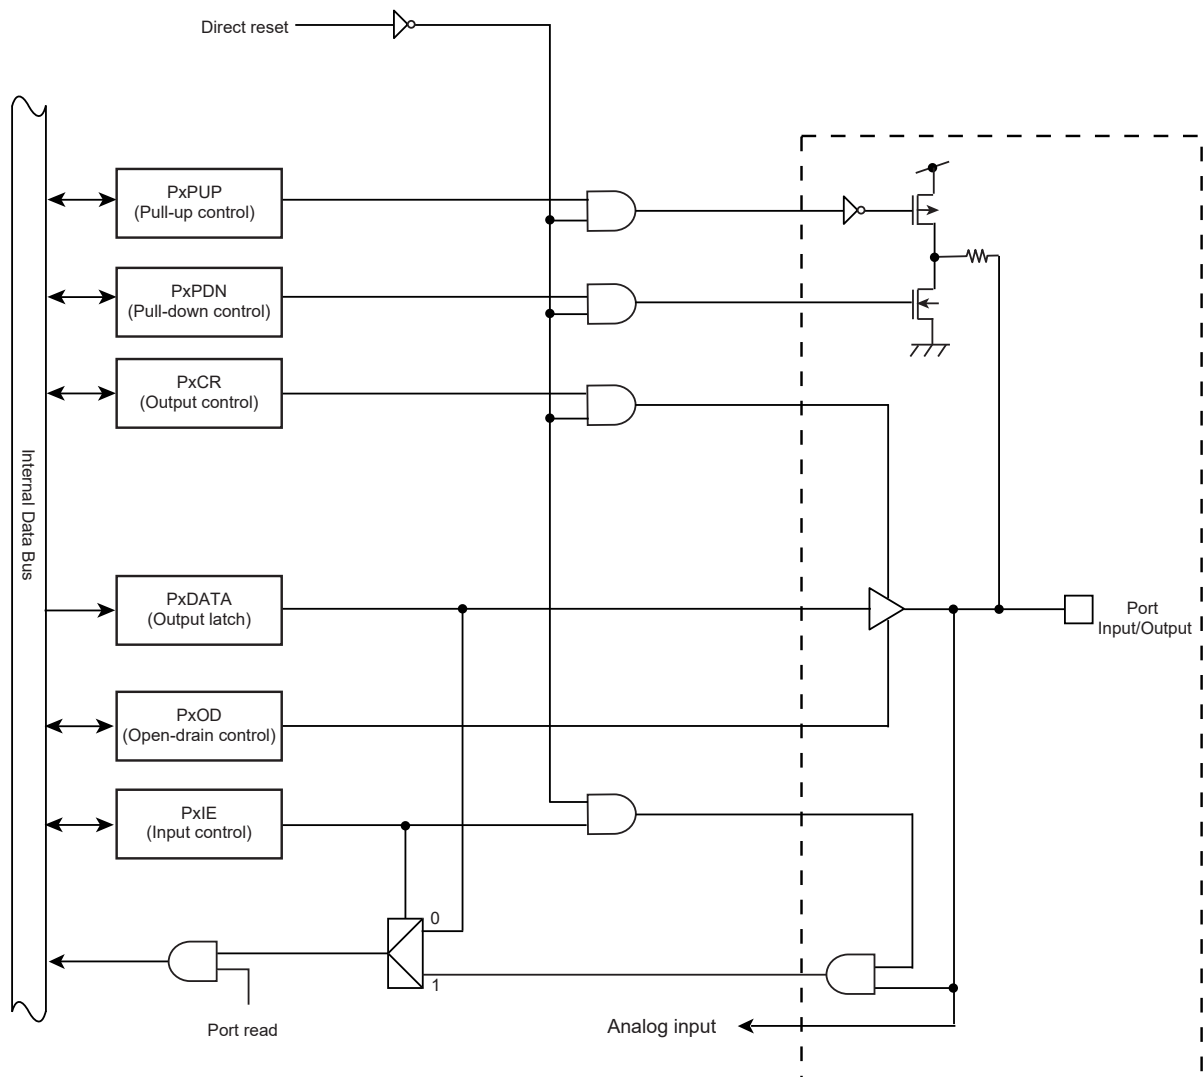 Direct reset
PxPUP
(Pull-up control)
PxPDN
(Pull-down control)
PxCR
(Output control)
Internal Data Bus
PxDATA
(Output latch)
Port
Input/Output
PxOD
(Open-drain control)
PxIE
(Input control)
0
1
Port read
Analog input